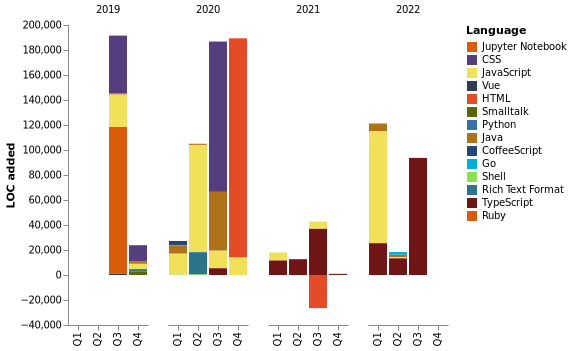 2019 2020 2021 2022
200,000
180,000
160,000
140,000
120,000
100,000
80,000
60,000
40,000
20,000
0
−20,000
−40,000
LOC added
Q1 Q2 Q3 Q4 Q1 Q2 Q3 Q4 Q1 Q2 Q3 Q4 Q1 Q2 Q3 Q4
Language
Jupyter Notebook
CSS
JavaScript
Vue
HTML
Smalltalk
Python
Java
CoffeeScript
Go
Shell
Rich Text Format
TypeScript
Ruby